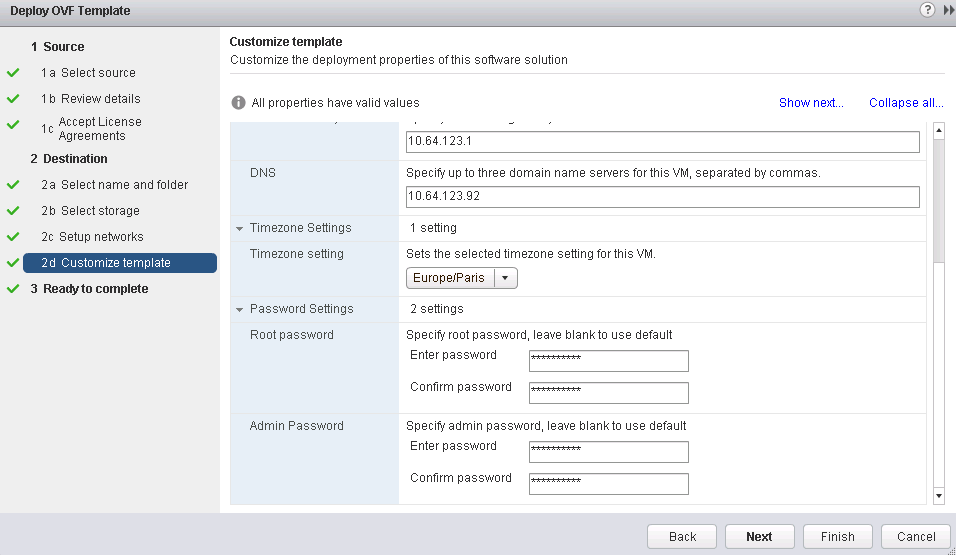 Deploy OVF Template
1 Source
1a Select source
1b Review details
1c Accept License
Agreements
2 Destination
2a Select name and folder
2b Select storage
2c Setup networks
2d Customize template
3 Ready to complete
Customize template
Customize the deployment properties of this software solution
All properties have valid values
Show next...
Collapse all...
10.64.123.1
DNS
Specify up to three domain name servers for this VM, separated by commas.
10.64.123.92
Timezone Settings
1 setting
Timezone setting
Sets the selected timezone setting for this VM.
Europe/Paris
Password Settings
2 settings
Root password
Specify root password, leave blank to use default
Enter password
**********
Confirm password
**********
Admin Password
Specify admin password, leave blank to use default
Enter password
**********
Confirm password
**********
Back
Next
Finish
Cancel